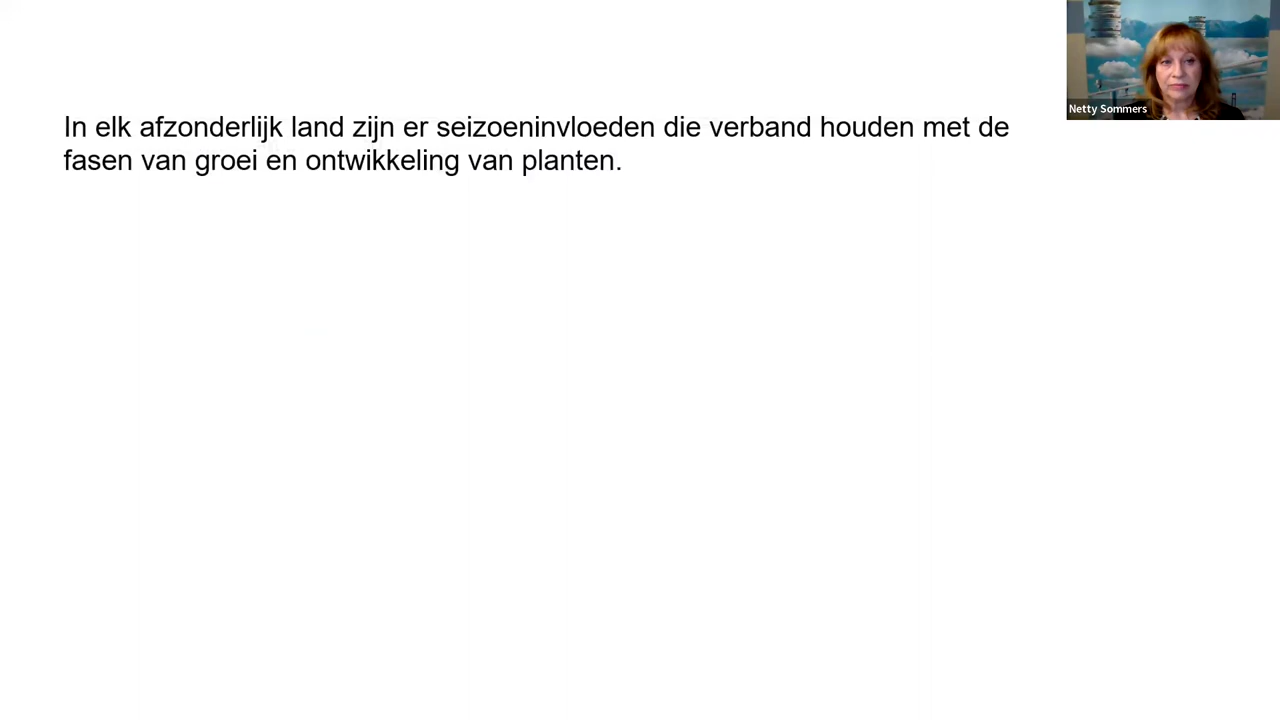 In elk afzonderlijk land zijn er seizoeninvloeden die verband houden met de
fasen van groei en ontwikkeling van planten.
Netty Sommers